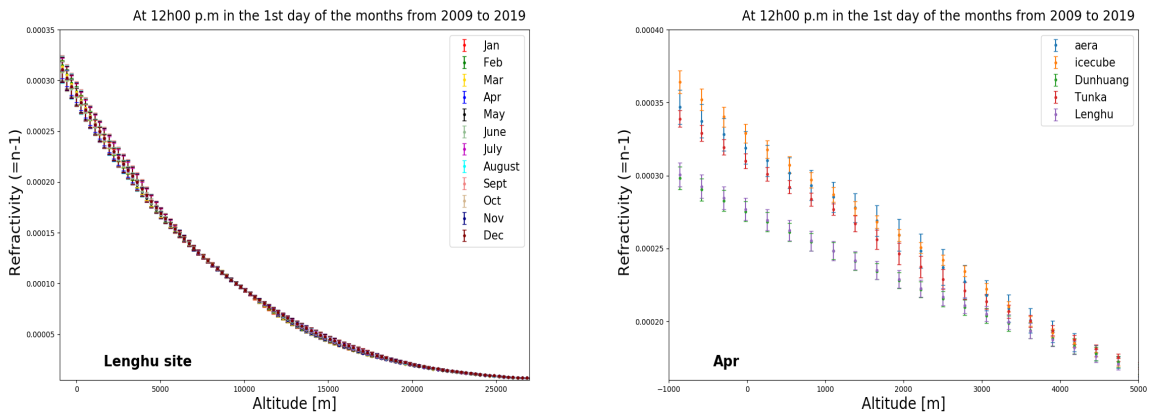 At 12h00 p.m in the 1st day of the months from 2009 to 2019
0.00035
0.00030
0.00025
0.00020
0.00015
0.00010
0.00005
Refractivity (=n-1)
Jan
Feb
Mar
Apr
May
June
July
August
Sept
Oct
Nov
Dec
Lenghu site
0
5000
10000
15000
20000
25000
Altitude [m]
At 12h00 p.m in the 1st day of the months from 2009 to 2019
0.00040
0.00035
0.00030
0.00025
0.00020
Refractivity (=n-1)
aera
icecube
Dunhuang
Tunka
Lenghu
Apr
−1000
0
1000
2000
3000
4000
5000
Altitude [m]